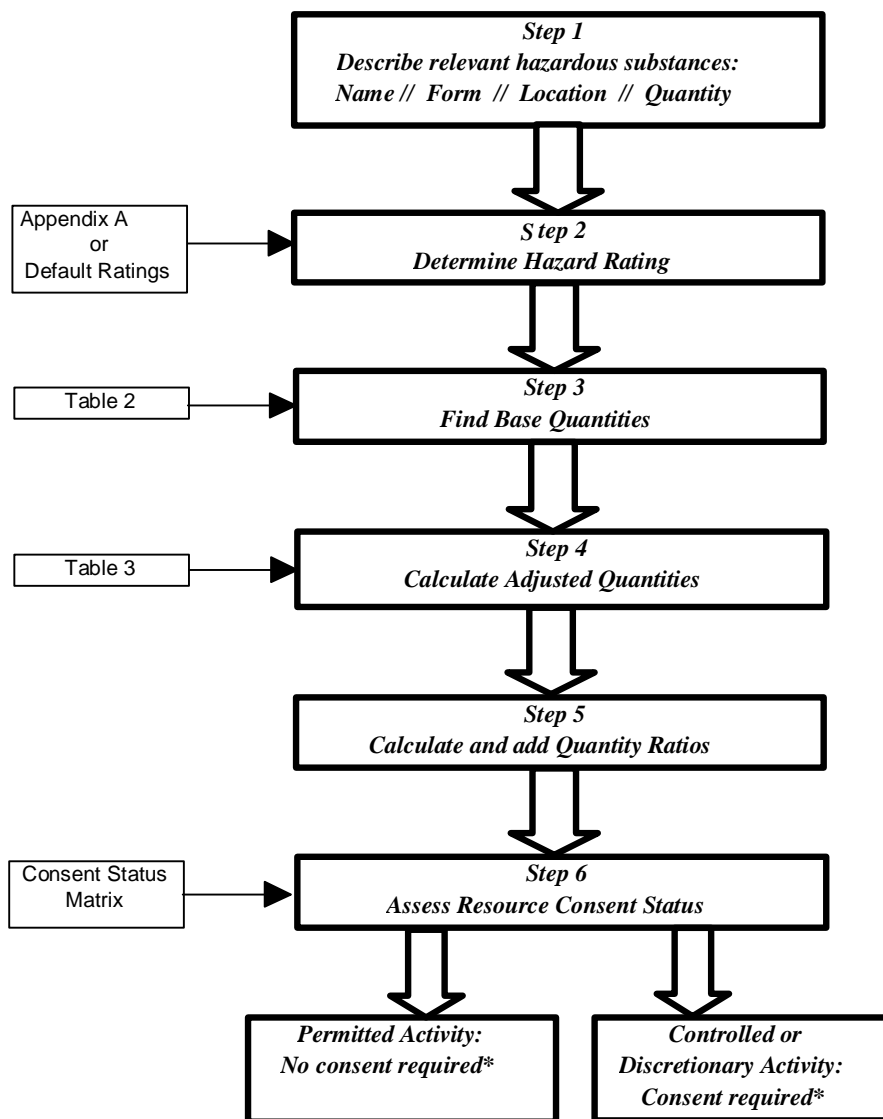 Step 1
Describe relevant hazardous substances:
Name // Form // Location // Quantity
Appendix A
or
Default Ratings
Step 2
Determine Hazard Rating
Table 2
Step 3
Find Base Quantities
Table 3
Step 4
Calculate Adjusted Quantities
Step 5
Calculate and add Quantity Ratios
Consent Status
Matrix
Step 6
Assess Resource Consent Status
Permitted Activity:
No consent required*
Controlled or
Discretionary Activity:
Consent required*